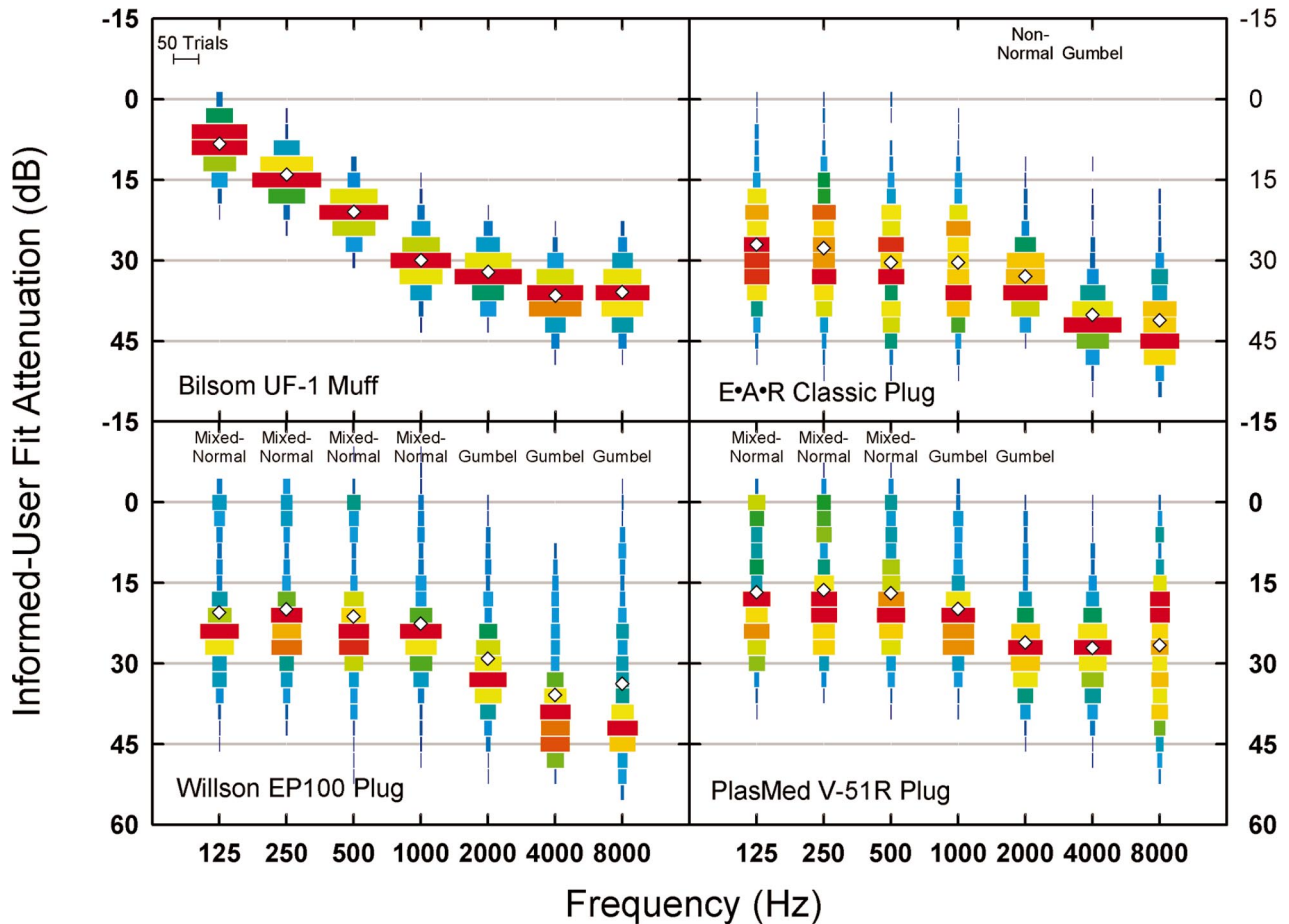 -15
0
15
30
45
-15
0
15
30
45
60
Informed-User Fit Attenuation (dB)
50 Trials
Bilsom UF-1 Muff
Non-
Normal Gumbel
E•A•R Classic Plug
-15
0
30
45
-15
0
15
30
45
60
Mixed- Mixed- Mixed- Mixed-
Normal Normal Normal Normal Gumbel Gumbel Gumbel
Willson EP100 Plug
Mixed- Mixed- Mixed-
Normal Normal Normal Gumbel Gumbel
PlasMed V-51R Plug
125 250 500 1000 2000 4000 8000
125 250 500 1000 2000 4000 8000
Frequency (Hz)